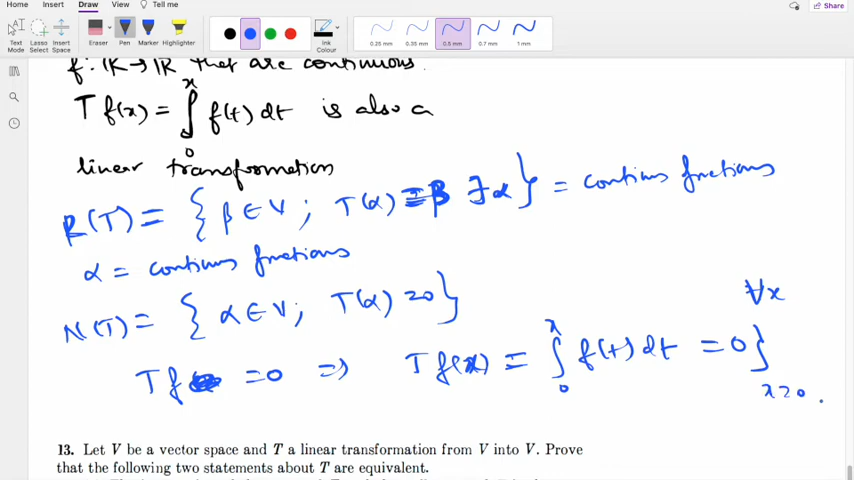 Home Insert Draw View Tell me
Share
Text Mode Lasso Select Insert Space Eraser Pen Marker Highlighter Ink Colour 0.25 mm 0.35 mm 0.5 mm 0.7 mm 1 mm
f: R → R that are continuous.
T f(x) = ∫₀ˣ f(t) dt is also a
linear transformation
R(T) = { β ∈ V ; T(α) = β ∃ α } = continus functions
α = continus functions
N(T) = { α ∈ V ; T(α) = 0 }
∀x
T f = 0 ⇒ T f(x) = ∫₀ˣ f(t) dt = 0 }
x ≥ 0 .
13. Let V be a vector space and T a linear transformation from V into V. Prove
that the following two statements about T are equivalent.